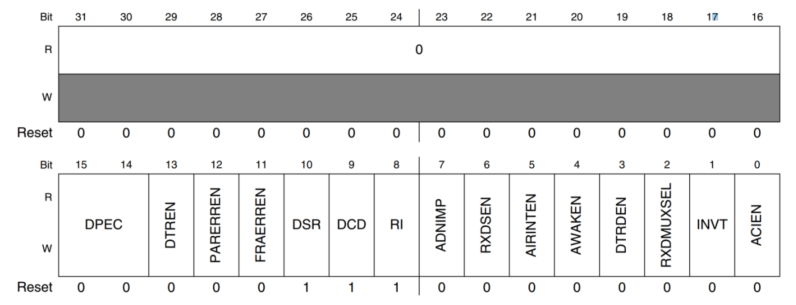 Bit 31 30 29 28 27 26 25 24 23 22 21 20 19 18 17 16
R 0
W
Reset 0 0 0 0 0 0 0 0 0 0 0 0 0 0 0 0
Bit 15 14 13 12 11 10 9 8 7 6 5 4 3 2 1 0
R
DPEC DTREN PARERREN FRAERREN DSR DCD RI ADNIMP RXDSEN AIRINTEN AWAKEN DTRDEN RXDMUXSEL INVT ACIEN
W
Reset 0 0 0 0 0 1 1 1 0 0 0 0 0 0 0 0